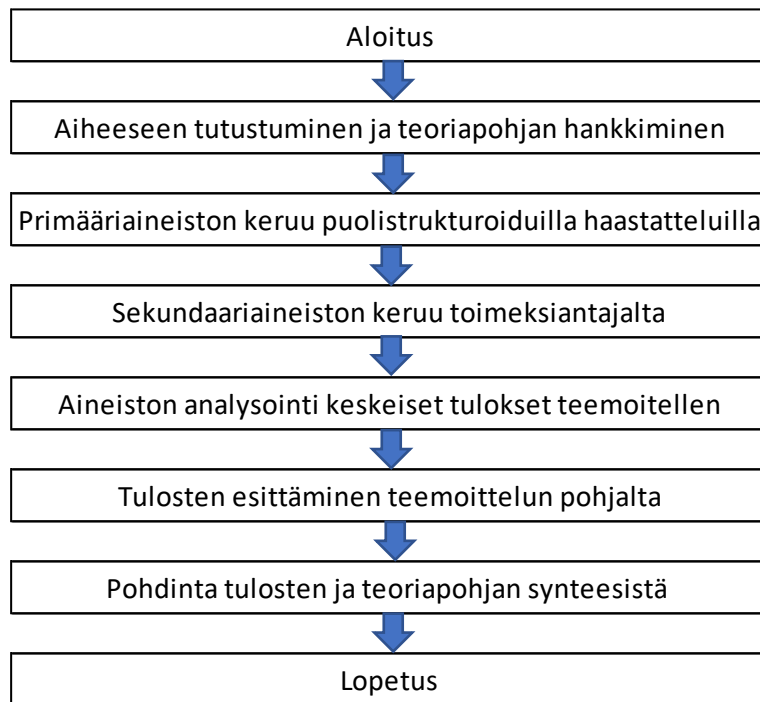 Aloitus
Aiheeseen tutustuminen ja teoriapohjan hankkiminen
Primääriaineiston keruu puolistrukturoiduilla haastatteluilla
Sekundaariaineiston keruu toimeksiantajalta
Aineiston analysointi keskeiset tulokset teemoitellen
Tulosten esittäminen teemoittelun pohjalta
Pohdinta tulosten ja teoriapohjan synteesistä
Lopetus